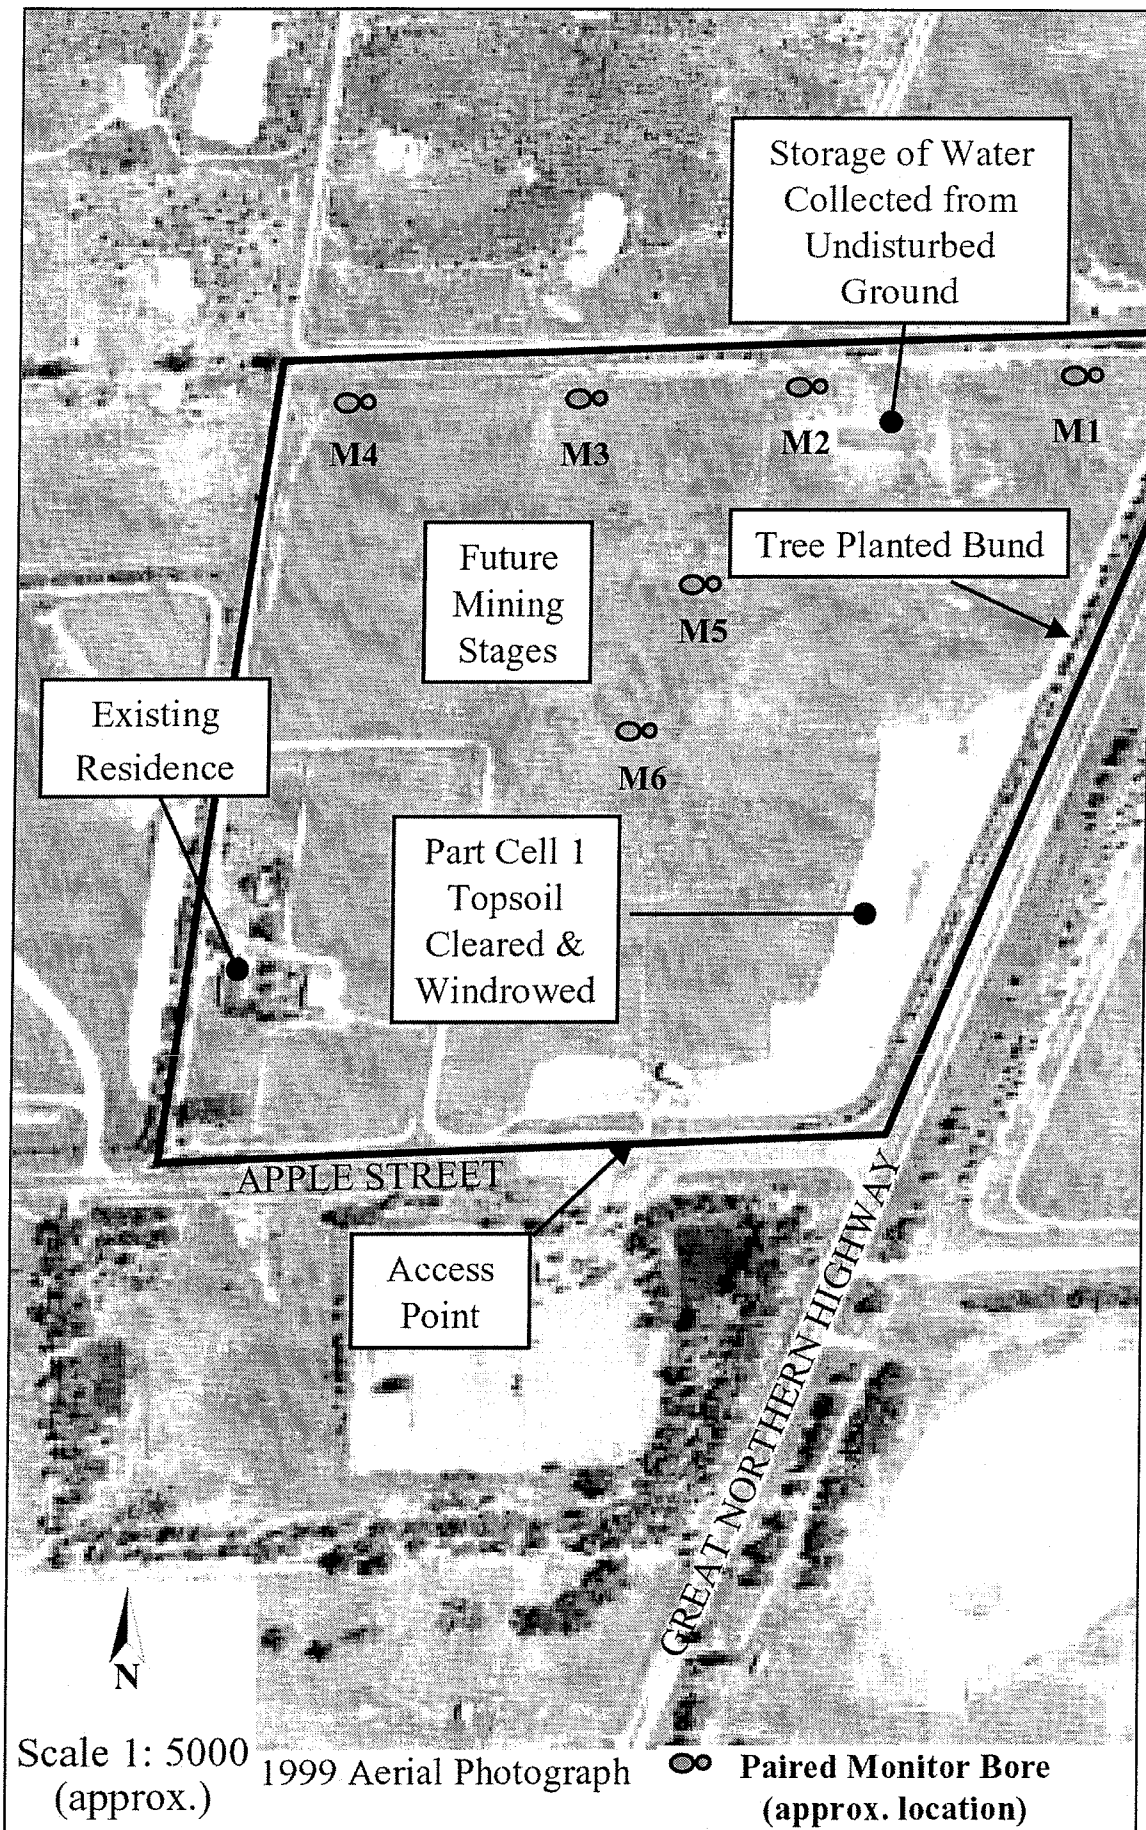 Storage of Water
Collected from
Undisturbed
Ground
M4
M3
M2
M1
Future
Mining
Stages
Tree Planted Bund
M5
Existing
Residence
M6
Part Cell 1
Topsoil
Cleared &
Windrowed
APPLE STREET
Access
Point
GREAT NORTHERN HIGHWAY
N
Scale 1: 5000
(approx.)
1999 Aerial Photograph
Paired Monitor Bore
(approx. location)